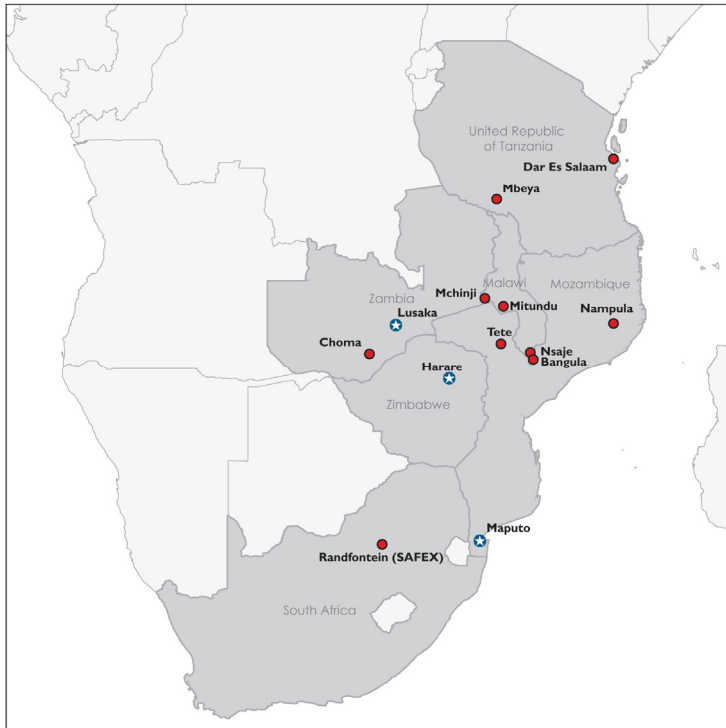 United Republic
of Tanzania
Dar Es Salaam
Mbeya
Malawi
Mozambique
Mchinji
Zambia
Mitundu
Lusaka
Nampula
Tete
Choma
Nsaje
Bangula
Harare
Zimbabwe
Maputo
Randfontein (SAFEX)
South Africa